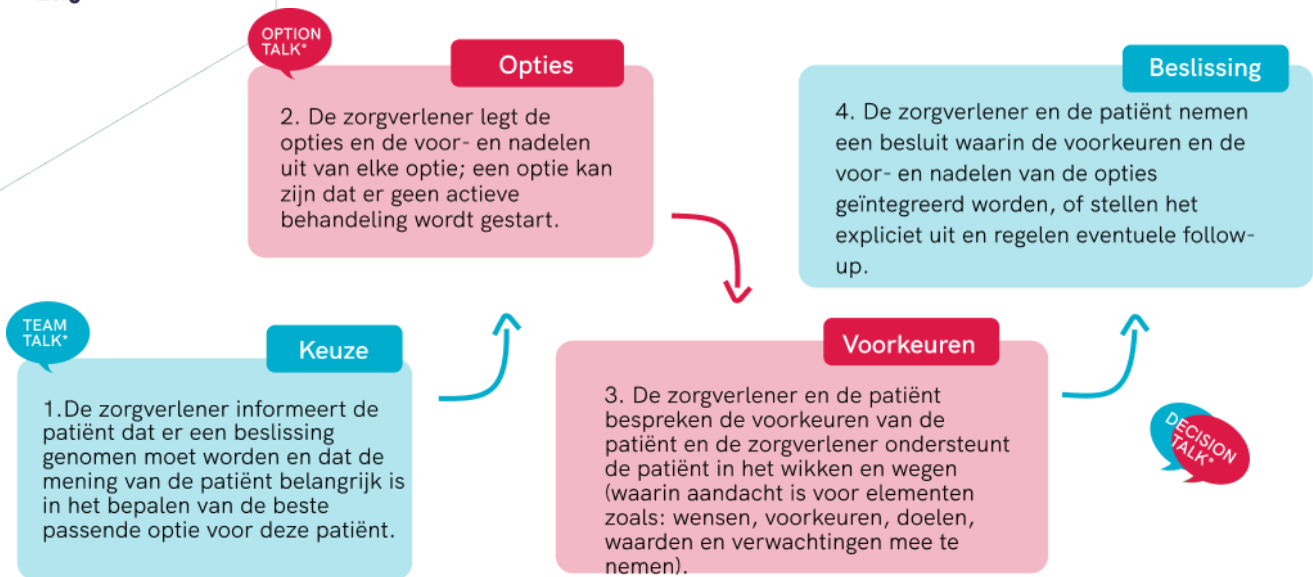 OPTION
TALK*
Opties
2. De zorgverlener legt de
opties en de voor- en nadelen
uit van elke optie; een optie kan
zijn dat er geen actieve
behandeling wordt gestart.
Beslissing
4. De zorgverlener en de patiënt nemen
een besluit waarin de voorkeuren en de
voor- en nadelen van de opties
geïntegreerd worden, of stellen het
expliciet uit en regelen eventuele follow-
up.
TEAM
TALK*
Keuze
1.De zorgverlener informeert de
patiënt dat er een beslissing
genomen moet worden en dat de
mening van de patiënt belangrijk is
in het bepalen van de beste
passende optie voor deze patiënt.
Voorkeuren
3. De zorgverlener en de patiënt
bespreken de voorkeuren van de
patiënt en de zorgverlener ondersteunt
de patiënt in het wikken en wegen
(waarin aandacht is voor elementen
zoals: wensen, voorkeuren, doelen,
waarden en verwachtingen mee te
nemen).
DECISION
TALK*